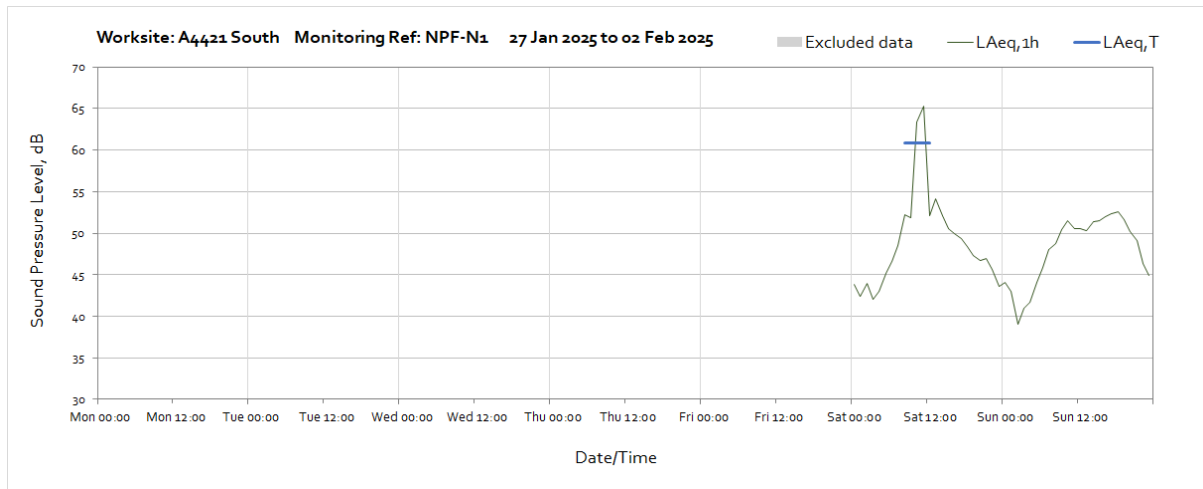 Worksite: A4421 South Monitoring Ref: NPF-N1 27 Jan 2025 to 02 Feb 2025
Excluded data LAeq,1h LAeq,T
Sound Pressure Level, dB
70
65
60
55
50
45
40
35
30
Mon 00:00 Mon 12:00 Tue 00:00 Tue 12:00 Wed 00:00 Wed 12:00 Thu 00:00 Thu 12:00 Fri 00:00 Fri 12:00 Sat 00:00 Sat 12:00 Sun 00:00 Sun 12:00
Date/Time